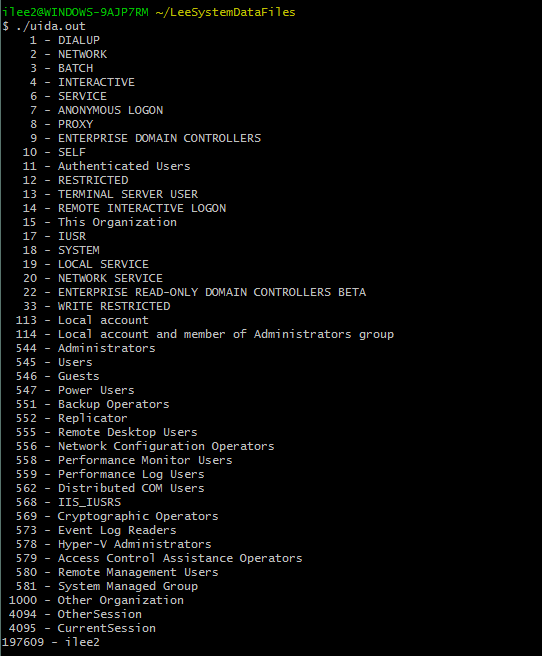 ilee2@WINDOWS-9AJP7RM ~/LeeSystemDataFiles
$ ./uida.out
1 - DIALUP
2 - NETWORK
3 - BATCH
4 - INTERACTIVE
6 - SERVICE
7 - ANONYMOUS LOGON
8 - PROXY
9 - ENTERPRISE DOMAIN CONTROLLERS
10 - SELF
11 - Authenticated Users
12 - RESTRICTED
13 - TERMINAL SERVER USER
14 - REMOTE INTERACTIVE LOGON
15 - This Organization
17 - IUSR
18 - SYSTEM
19 - LOCAL SERVICE
20 - NETWORK SERVICE
22 - ENTERPRISE READ-ONLY DOMAIN CONTROLLERS BETA
33 - WRITE RESTRICTED
113 - Local account
114 - Local account and member of Administrators group
544 - Administrators
545 - Users
546 - Guests
547 - Power Users
551 - Backup Operators
552 - Replicator
555 - Remote Desktop Users
556 - Network Configuration Operators
558 - Performance Monitor Users
559 - Performance Log Users
562 - Distributed COM Users
568 - IIS_IUSRS
569 - Cryptographic Operators
573 - Event Log Readers
578 - Hyper-V Administrators
579 - Access Control Assistance Operators
580 - Remote Management Users
581 - System Managed Group
1000 - Other Organization
4094 - OtherSession
4095 - CurrentSession
197609 - ilee2